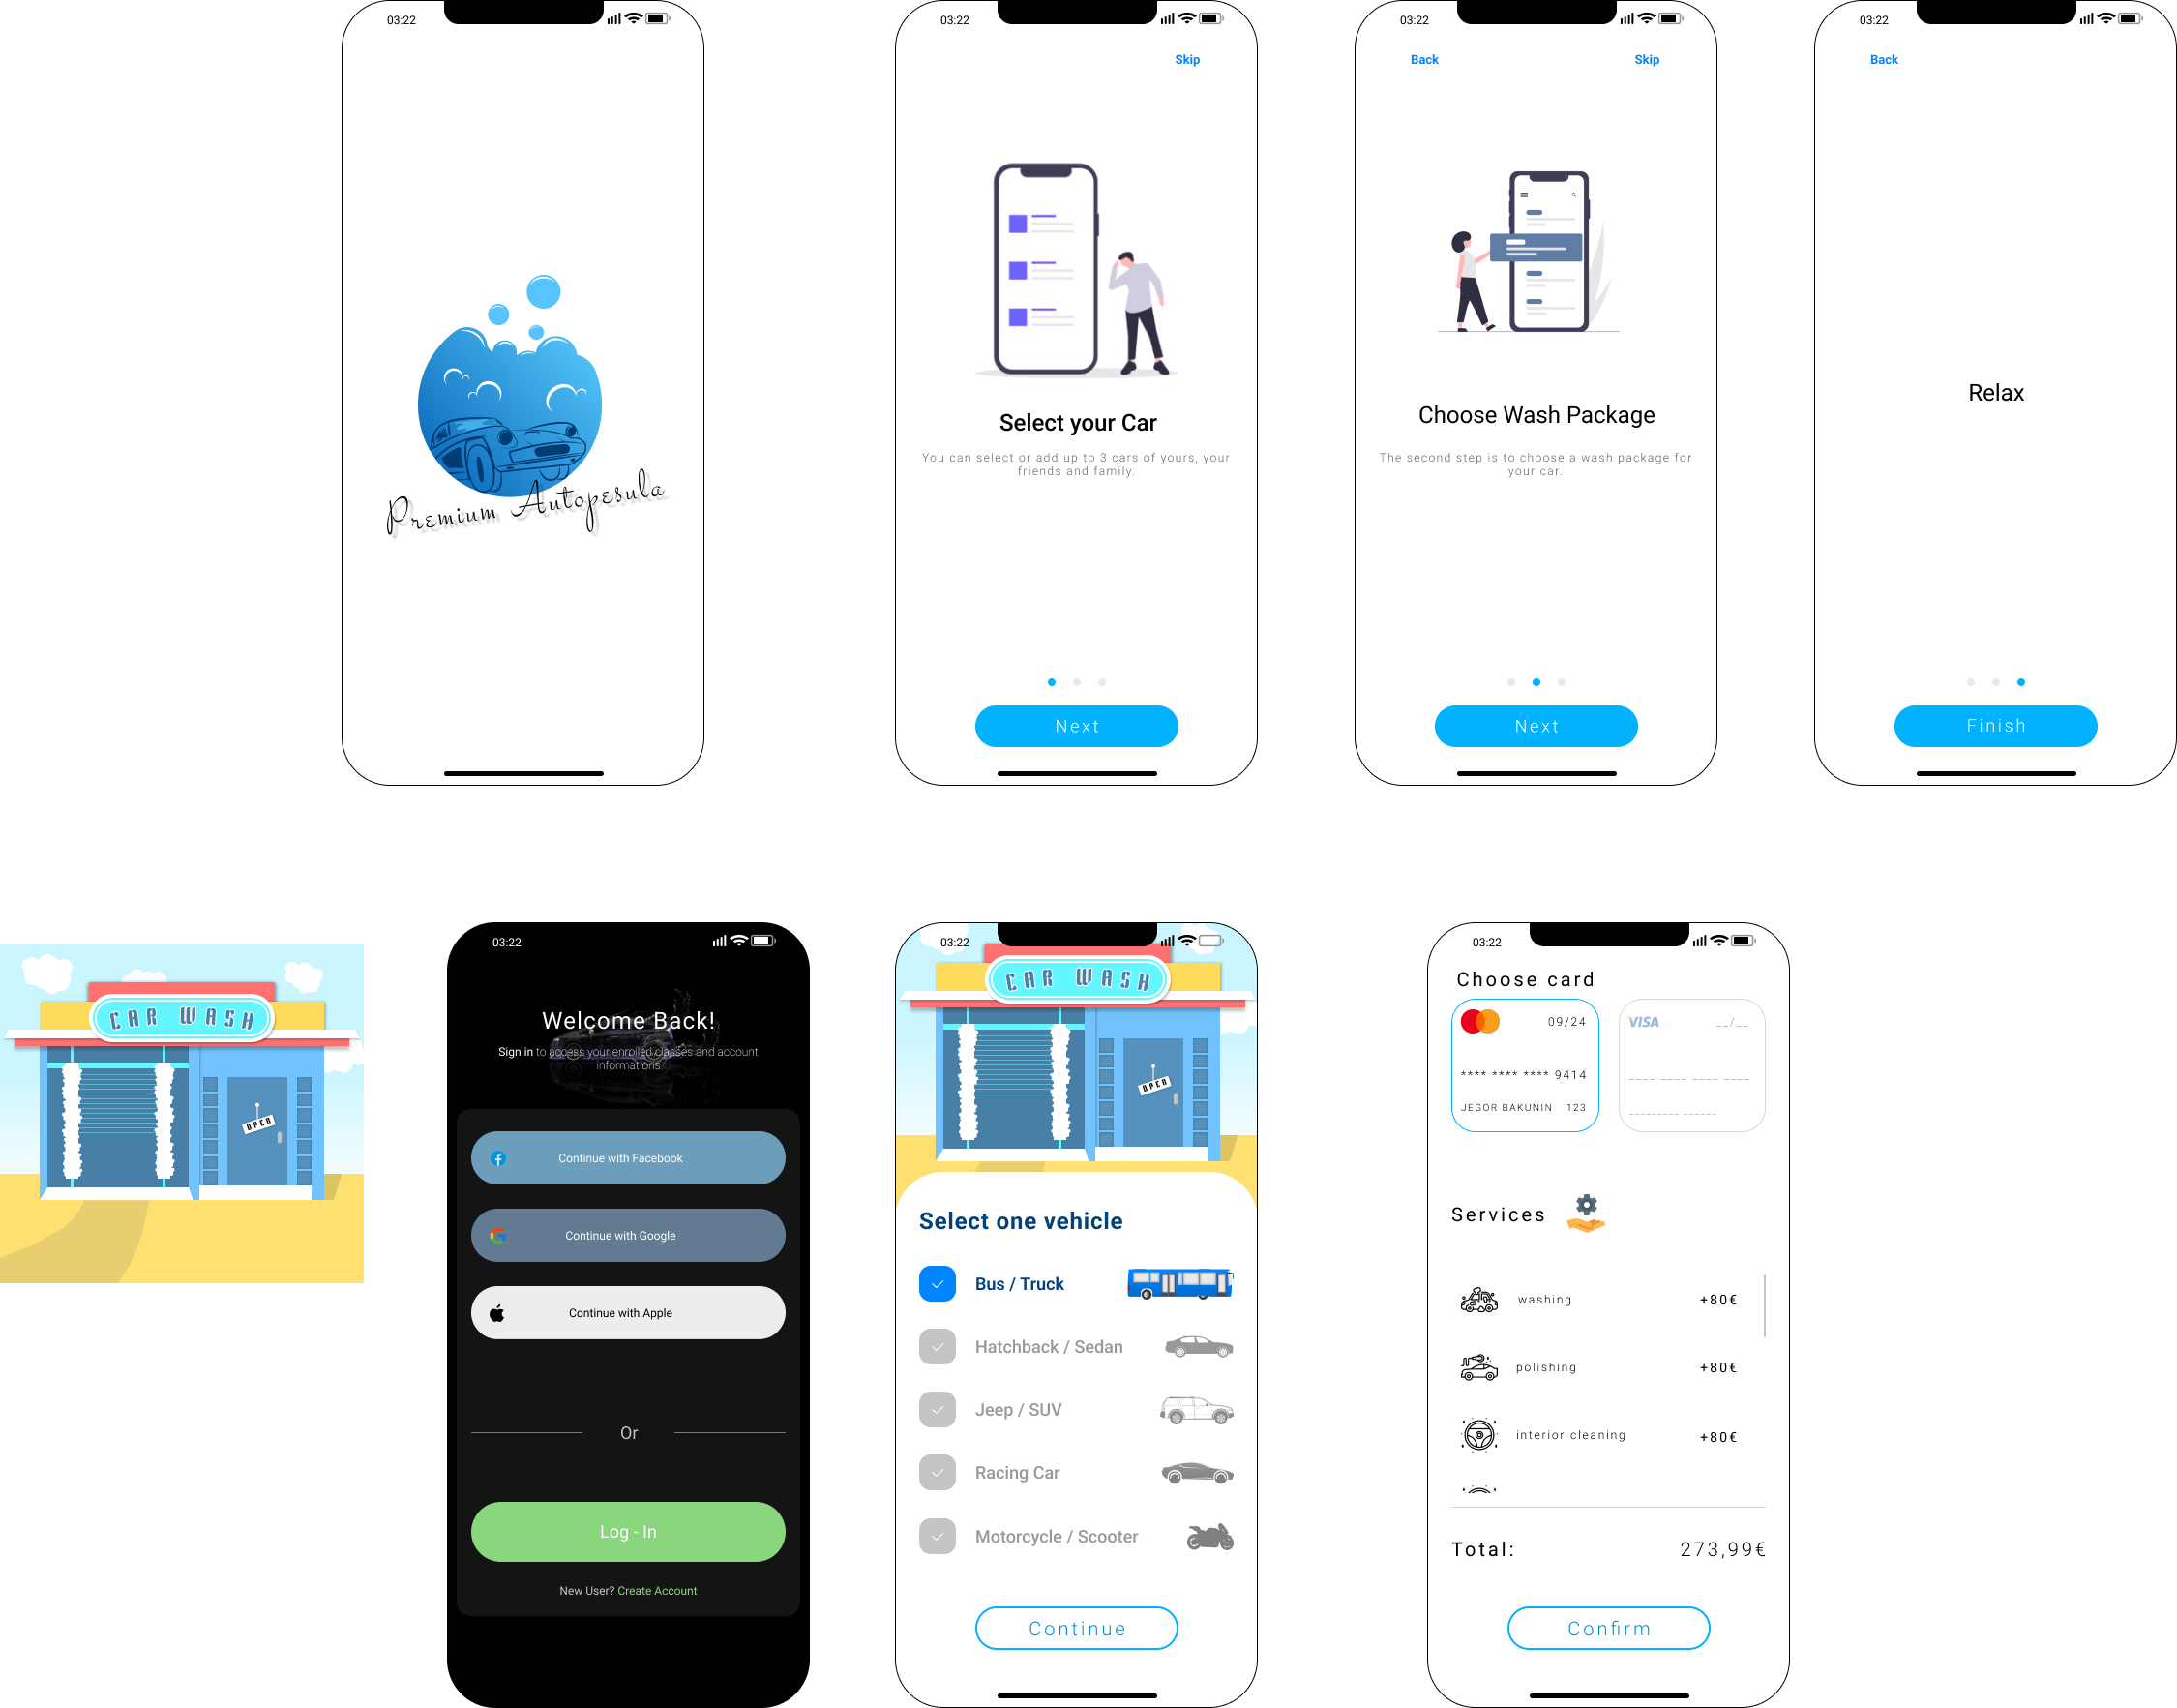 03:22
Premium Autopesula
03:22
Skip
Select your Car
You can select or add up to 3 cars of yours, your
friends and family.
Next
03:22
Back
Skip
Choose Wash Package
The second step is to choose a wash package for
your car.
Next
03:22
Back
Relax
Finish
CAR WASH
OPEN
03:22
Welcome Back!
Sign in to access your enrolled classes and account
informations
Continue with Facebook
Continue with Google
Continue with Apple
Or
Log - In
New User? Create Account
03:22
CAR WASH
OPEN
Select one vehicle
Bus / Truck
Hatchback / Sedan
Jeep / SUV
Racing Car
Motorcycle / Scooter
Continue
03:22
Choose card
09/24
**** **** **** 9414
JEGOR BAKUNIN 123
VISA __/__
____ ____ ____ ____
_________ ______
Services
washing +80€
polishing +80€
interior cleaning +80€
Total: 273,99€
Confirm